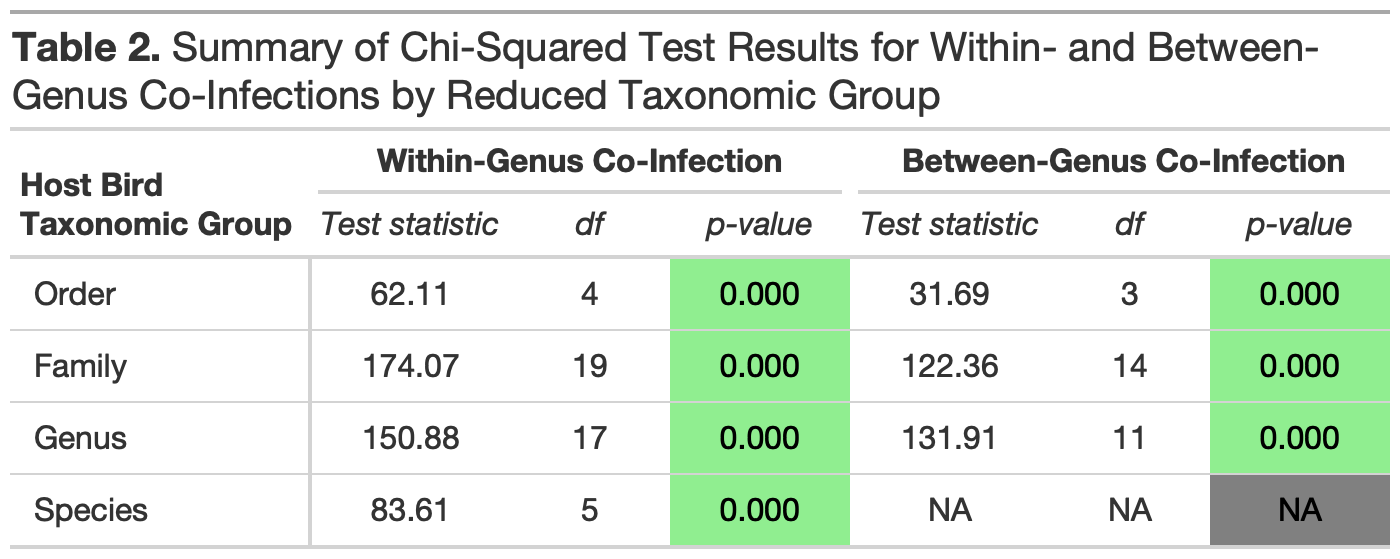 Table 2. Summary of Chi-Squared Test Results for Within- and Between-
Genus Co-Infections by Reduced Taxonomic Group
Host Bird
Taxonomic Group
Within-Genus Co-Infection Between-Genus Co-Infection
Test statistic df p-value Test statistic df p-value
Order 62.11 4 0.000 31.69 3 0.000
Family 174.07 19 0.000 122.36 14 0.000
Genus 150.88 17 0.000 131.91 11 0.000
Species 83.61 5 0.000 NA NA NA